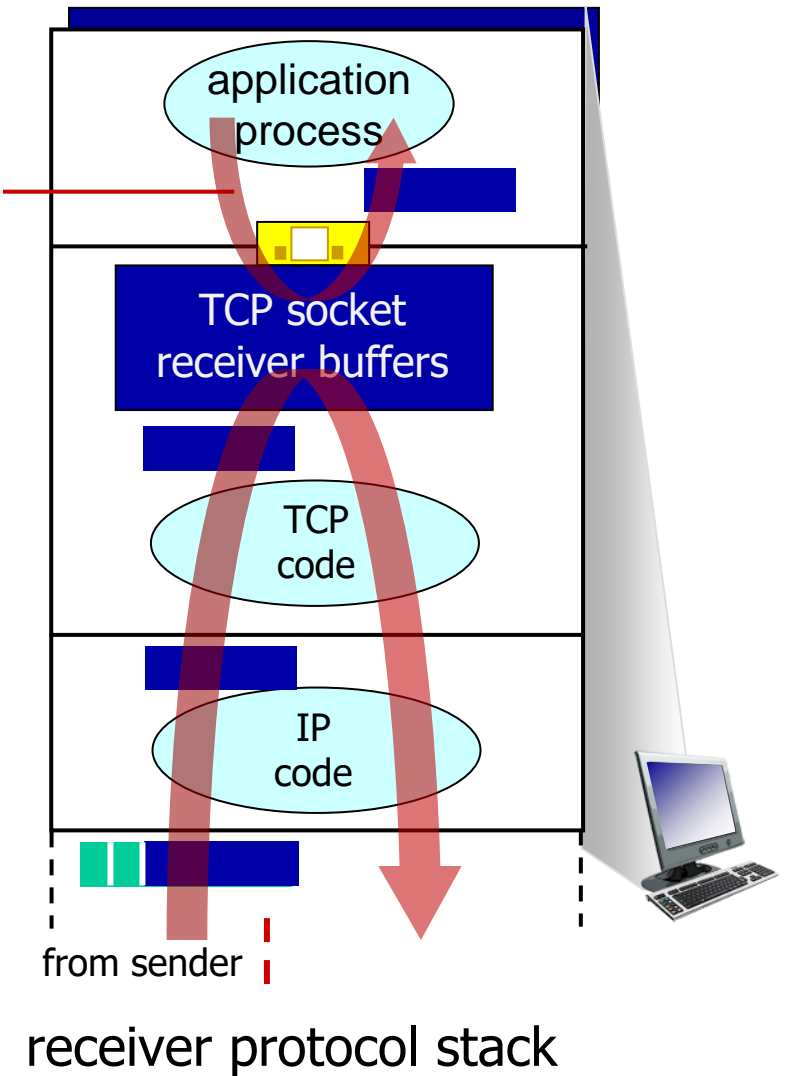 application
process
TCP socket
receiver buffers
TCP
code
IP
code
from sender
receiver protocol stack